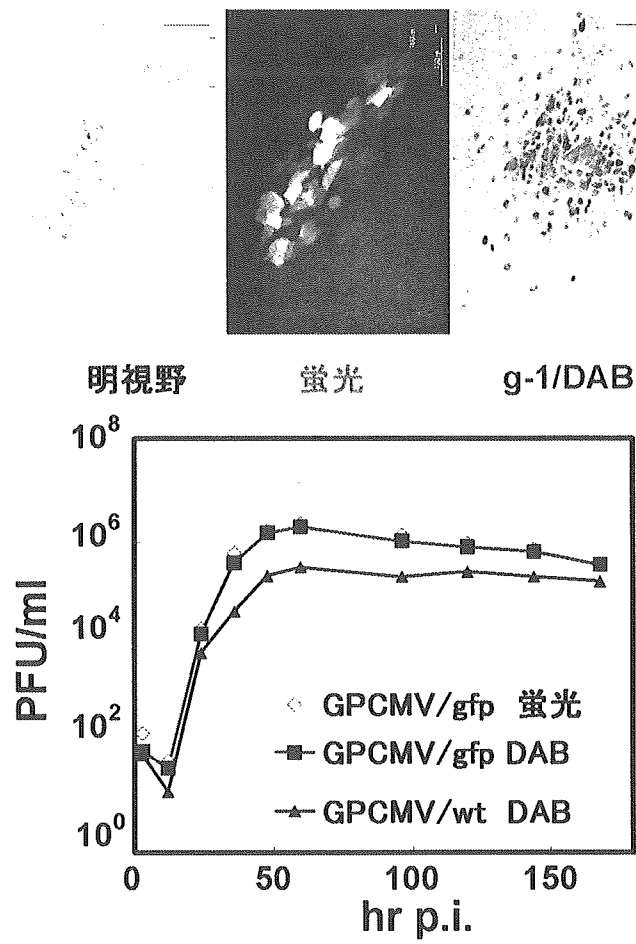 明視野
蛍光
g-1/DAB
10^8
10^6
10^4
10^2
10^0
PFU/ml
GPCMV/gfp 蛍光
GPCMV/gfp DAB
GPCMV/wt DAB
0
50
100
150
hr p.i.